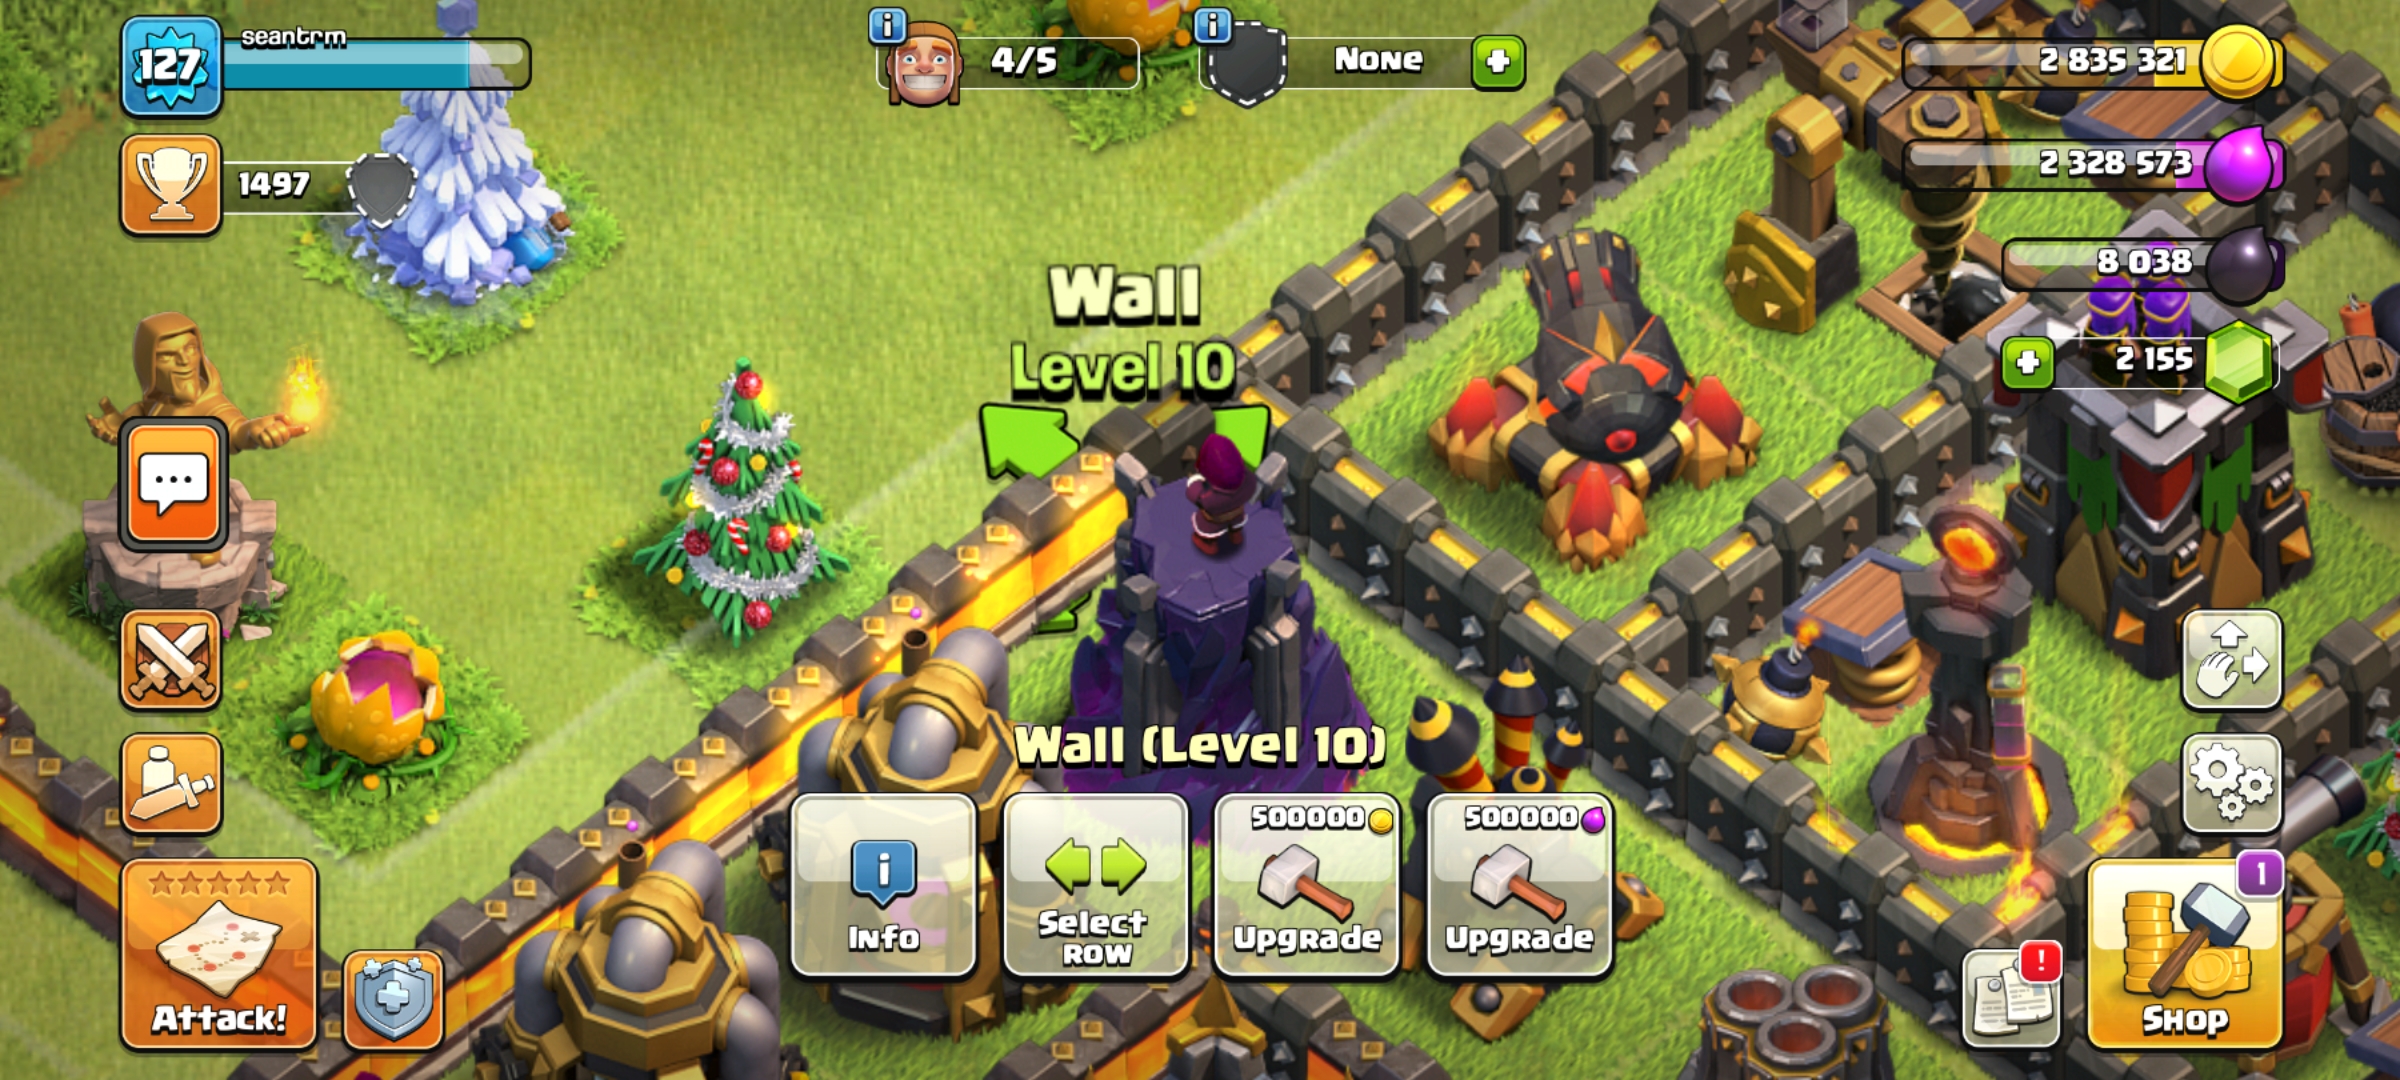 127
seantrm
4/5
None
2 835 321
1497
2 328 573
8 038
2 155
Wall
Level 10
Wall (Level 10)
Info
Select
Row
500000
Upgrade
500000
Upgrade
Attack!
!
1
Shop